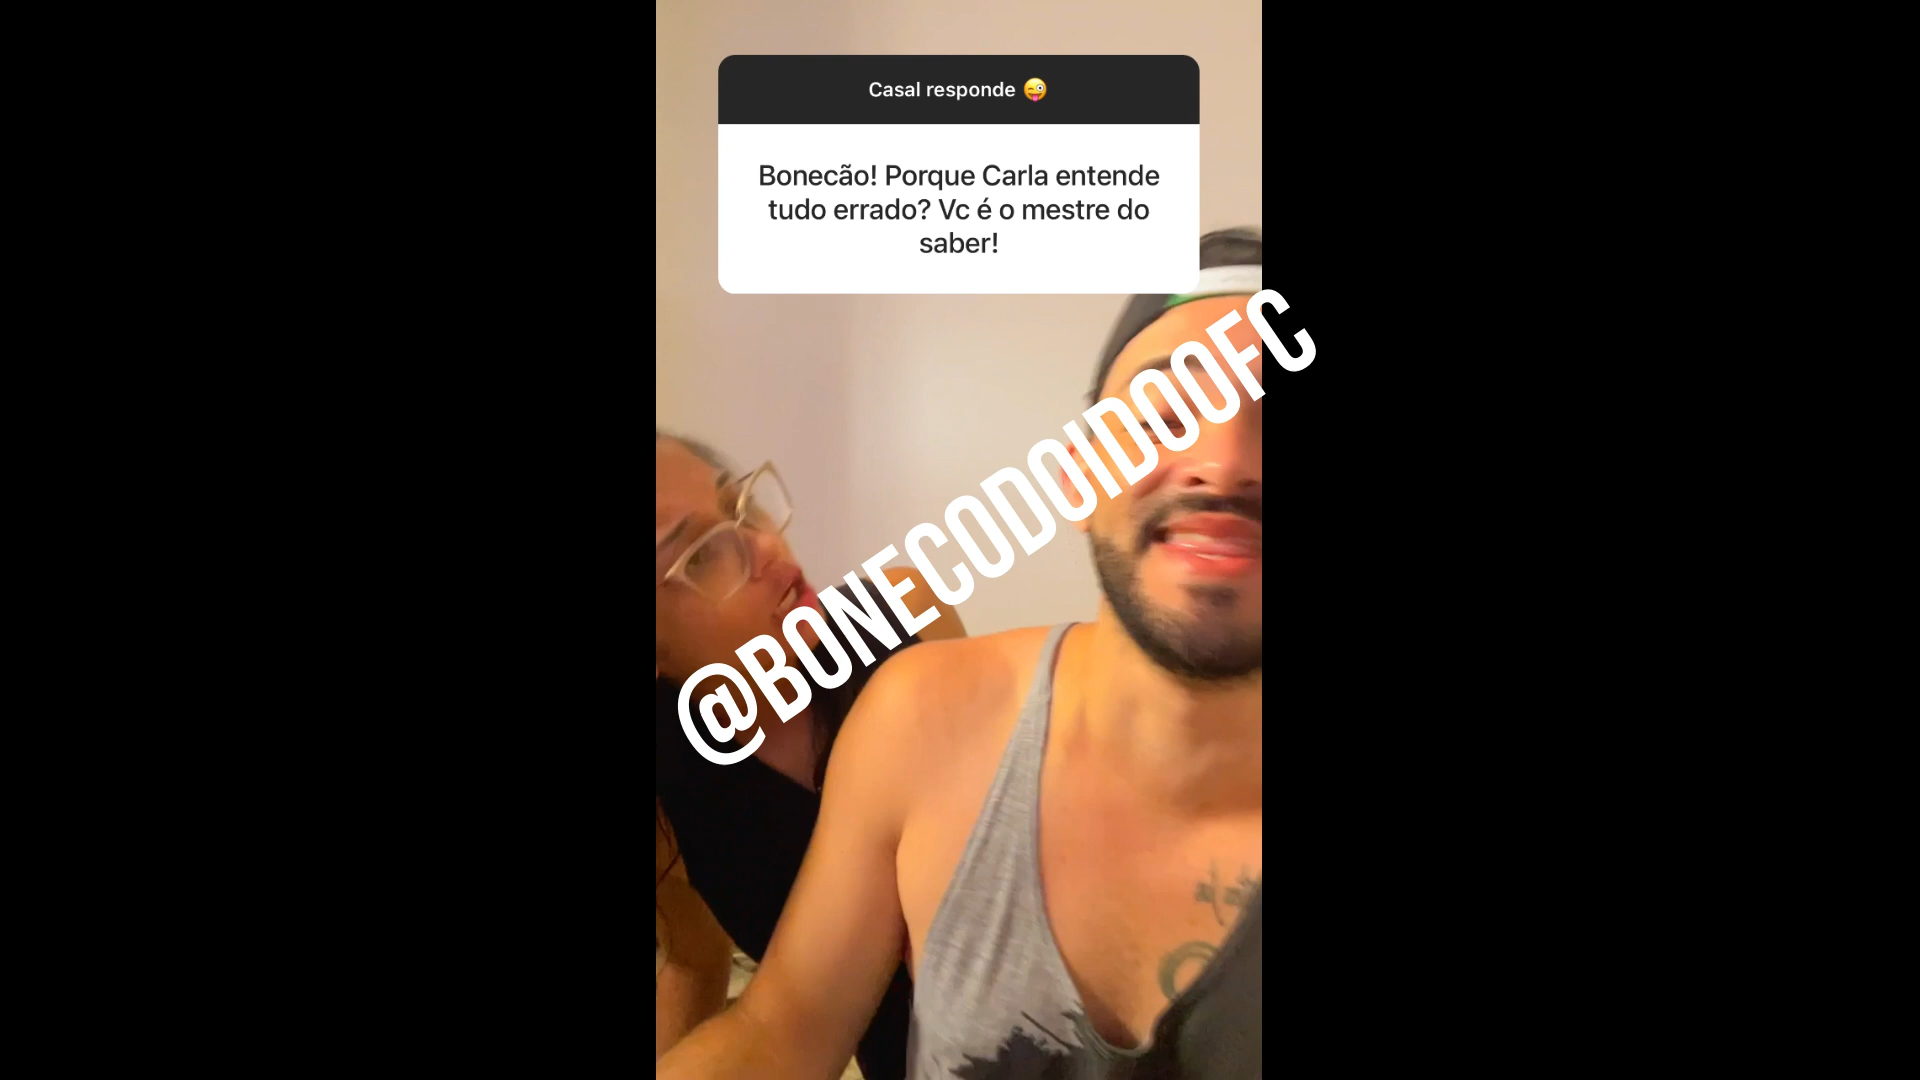 Casal responde 😜
Bonecão! Porque Carla entende
tudo errado? Vc é o mestre do
saber!
@BONECODOIDOOFC